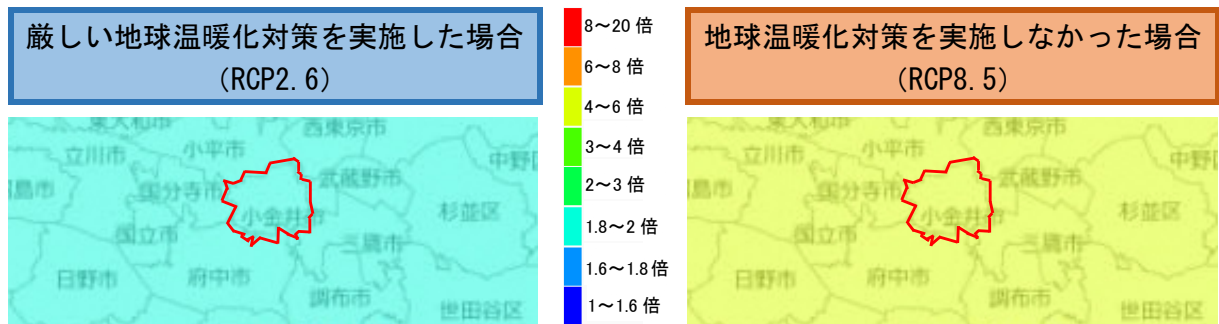 厳しい地球温暖化対策を実施した場合
(RCP2.6)
8～20 倍
6～8 倍
4～6 倍
3～4 倍
2～3 倍
1.8～2 倍
1.6～1.8倍
1～1.6 倍
地球温暖化対策を実施しなかった場合
(RCP8.5)
東大和市
西東京市
立川市
小平市
中野区
国分寺市
武蔵野市
小金井市
杉並区
国立市
三鷹市
日野市
府中市
調布市
世田谷区
東大和市
西東京市
立川市
小平市
中野
国分寺市
武蔵野市
小金井市
杉並区
国立市
三鷹市
日野市
府中市
調布市
世田谷区